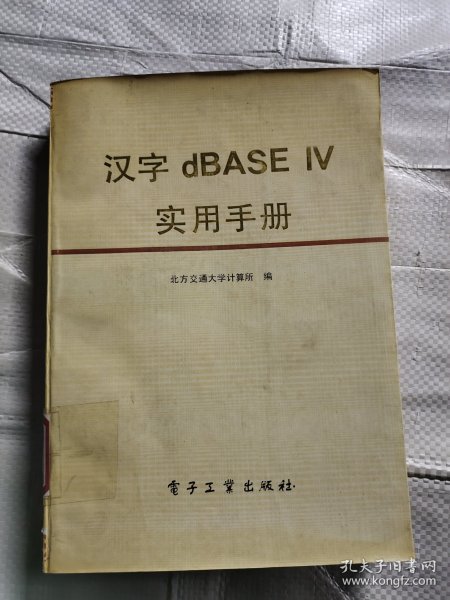 汉字 dBASE IV
实用手册
北方交通大学计算所 编
電子工業出版社
孔夫子旧书网
www.kongfz.com